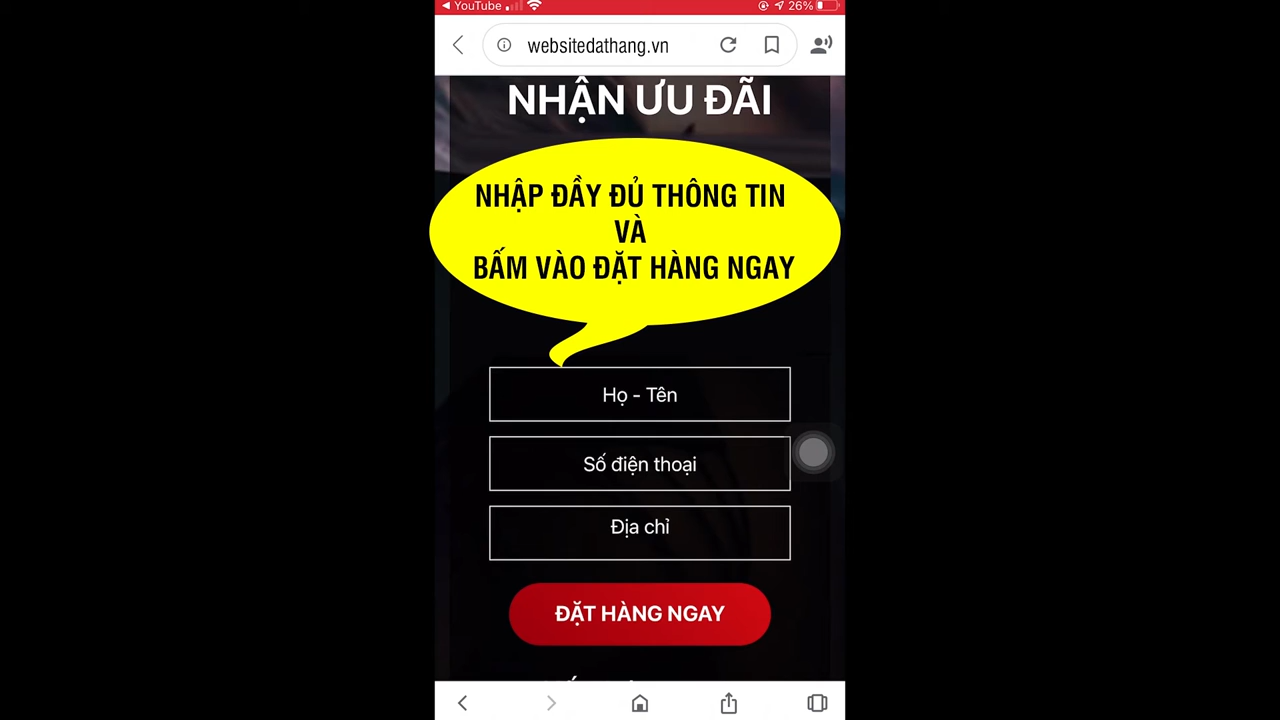 YouTube
26%
websitedathang.vn
NHẬN ƯU ĐÃI
NHẬP ĐẦY ĐỦ THÔNG TIN
VÀ
BẤM VÀO ĐẶT HÀNG NGAY
Họ - Tên
Số điện thoại
Địa chỉ
ĐẶT HÀNG NGAY